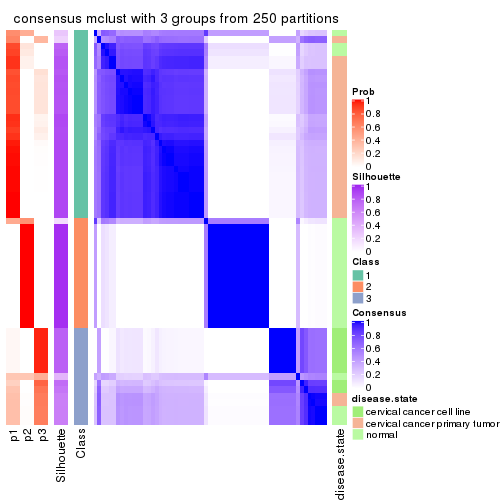 consensus mclust with 3 groups from 250 partitions
Prob
1
0.8
0.6
0.4
0.2
0
Silhouette
1
0.8
0.6
0.4
0.2
0
Class
1
2
3
Consensus
1
0.8
0.6
0.4
0.2
0
disease.state
cervical cancer cell line
cervical cancer primary tumor
normal
p1
p2
p3
Silhouette
Class
disease.state